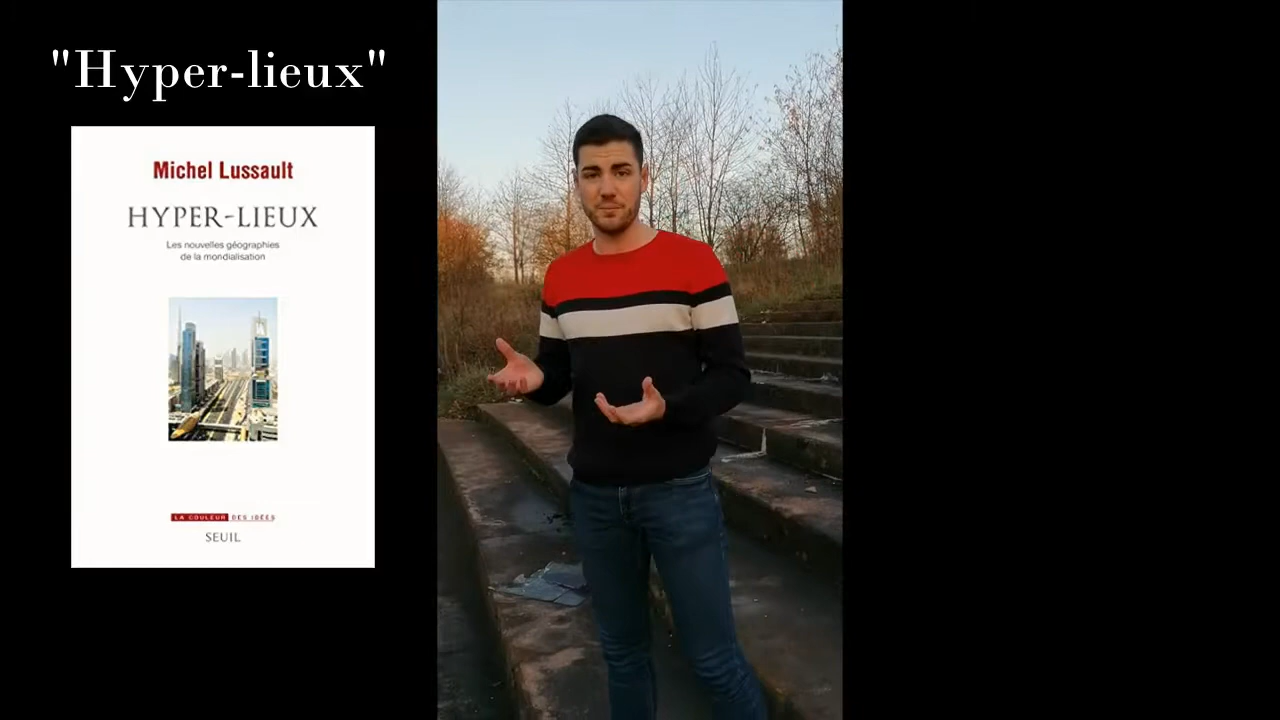 "Hyper-lieux"
Michel Lussault
HYPER-LIEUX
Les nouvelles géographies
de la mondialisation
LA COULEUR DES IDÉES
SEUIL